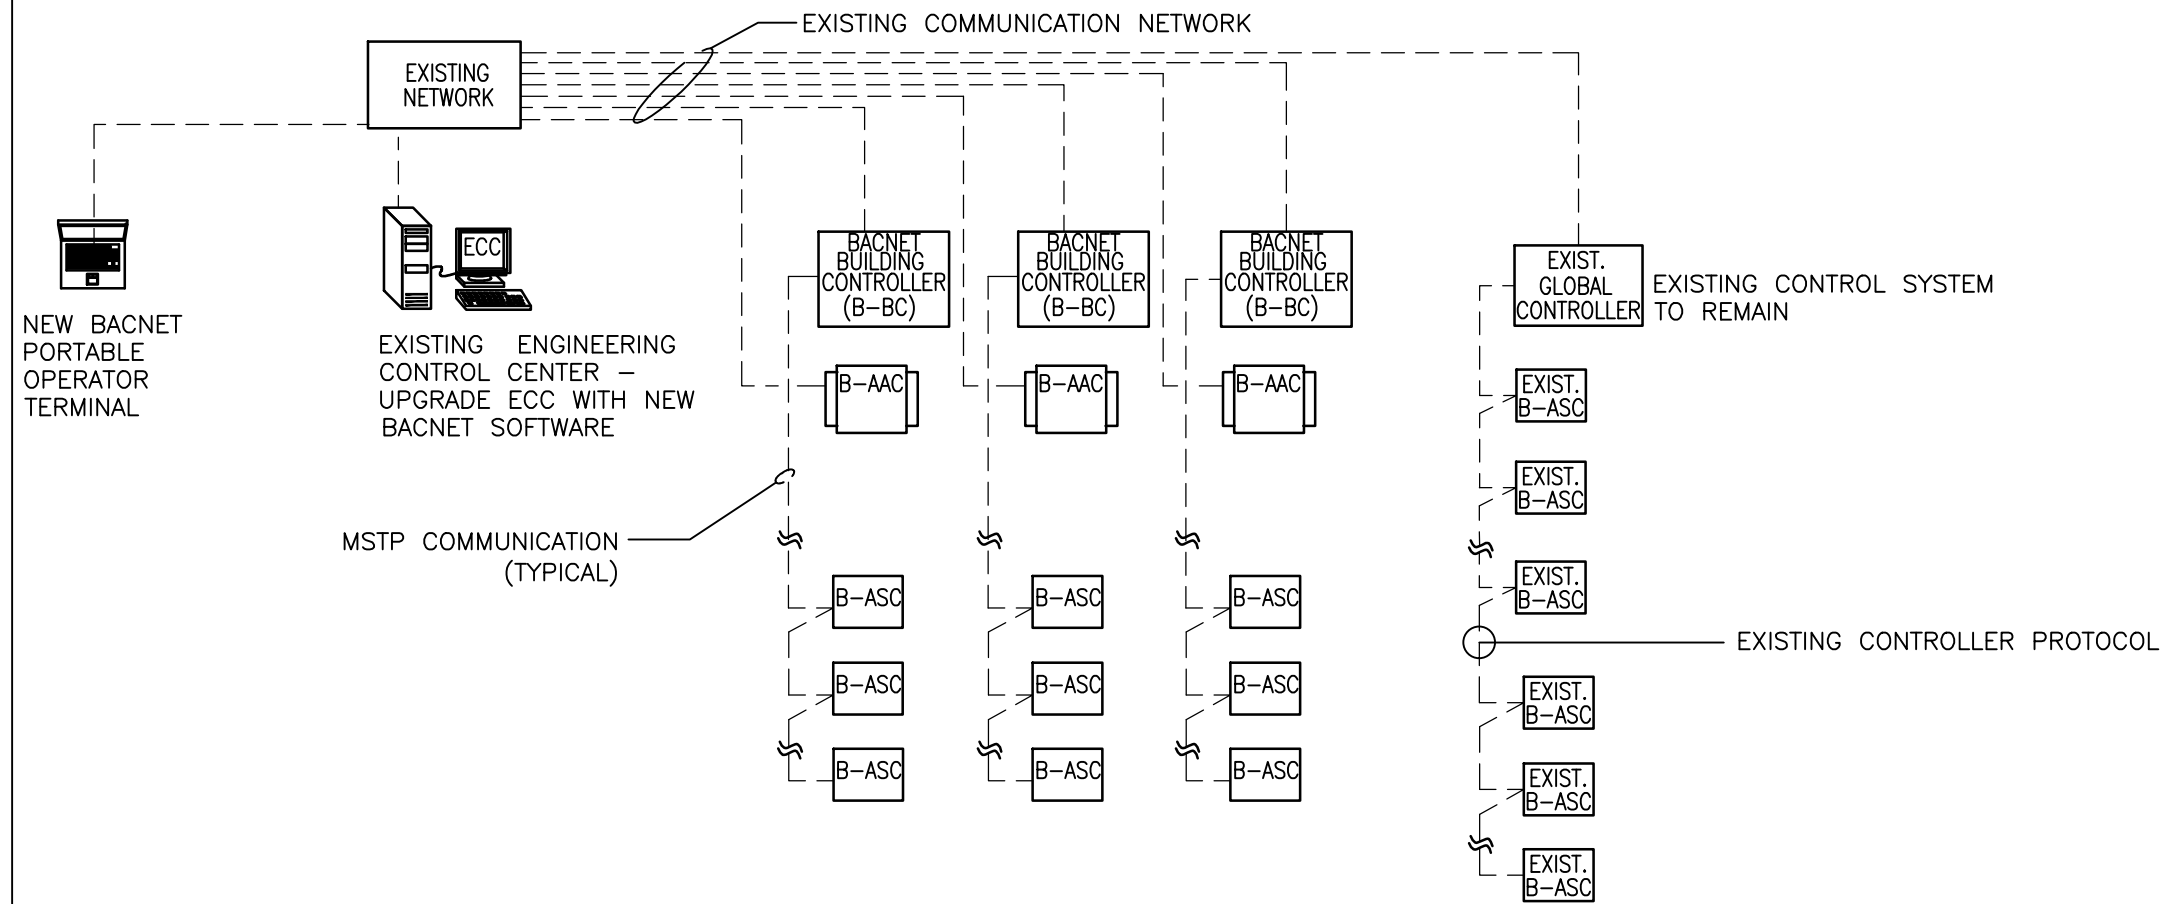 EXISTING COMMUNICATION NETWORK
EXISTING
NETWORK
ECC
NEW BACNET
PORTABLE
OPERATOR
TERMINAL
EXISTING ENGINEERING
CONTROL CENTER –
UPGRADE ECC WITH NEW
BACNET SOFTWARE
BACNET
BUILDING
CONTROLLER
(B–BC)
BACNET
BUILDING
CONTROLLER
(B–BC)
BACNET
BUILDING
CONTROLLER
(B–BC)
EXIST.
GLOBAL
CONTROLLER
EXISTING CONTROL SYSTEM
TO REMAIN
B–AAC
B–AAC
B–AAC
EXIST.
B–ASC
EXIST.
B–ASC
EXIST.
B–ASC
MSTP COMMUNICATION
(TYPICAL)
B–ASC
B–ASC
B–ASC
EXISTING CONTROLLER PROTOCOL
B–ASC
B–ASC
B–ASC
EXIST.
B–ASC
B–ASC
B–ASC
B–ASC
EXIST.
B–ASC
EXIST.
B–ASC